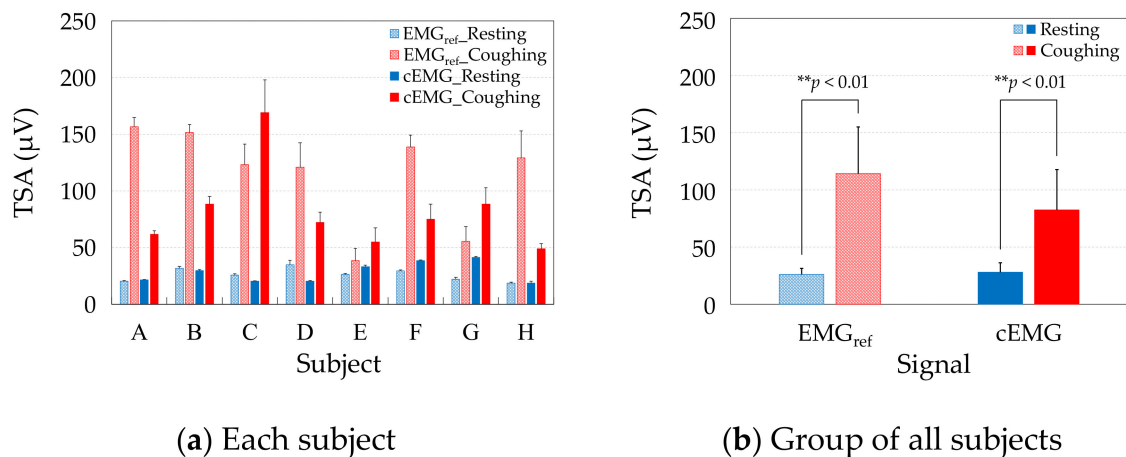 250
200
150
100
50
0
TSA (µV)
EMGref_Resting
EMGref_Coughing
cEMG_Resting
cEMG_Coughing
A B C D E F G H
Subject
(a) Each subject
250
200
150
100
50
0
TSA (µV)
Resting
Coughing
**p < 0.01
**p < 0.01
EMGref cEMG
Signal
(b) Group of all subjects